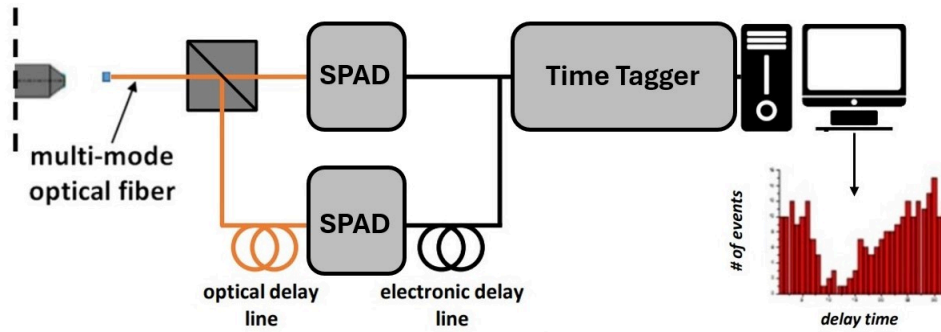 SPAD
Time Tagger
multi-mode
optical fiber
SPAD
optical delay
line
electronic delay
line
# of events
delay time